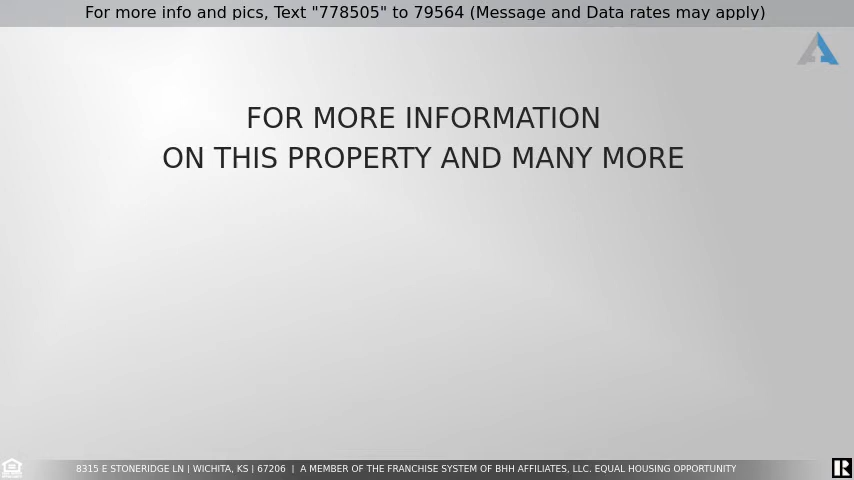 For more info and pics, Text "778505" to 79564 (Message and Data rates may apply)
FOR MORE INFORMATION
ON THIS PROPERTY AND MANY MORE
8315 E STONERIDGE LN | WICHITA, KS | 67206 | A MEMBER OF THE FRANCHISE SYSTEM OF BHH AFFILIATES, LLC. EQUAL HOUSING OPPORTUNITY